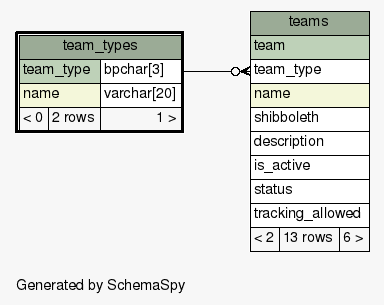 team_types
team_type bpchar[3]
name varchar[20]
< 0 2 rows 1 >
teams
team
team_type
name
shibboleth
description
is_active
status
tracking_allowed
< 2 13 rows 6 >
Generated by SchemaSpy